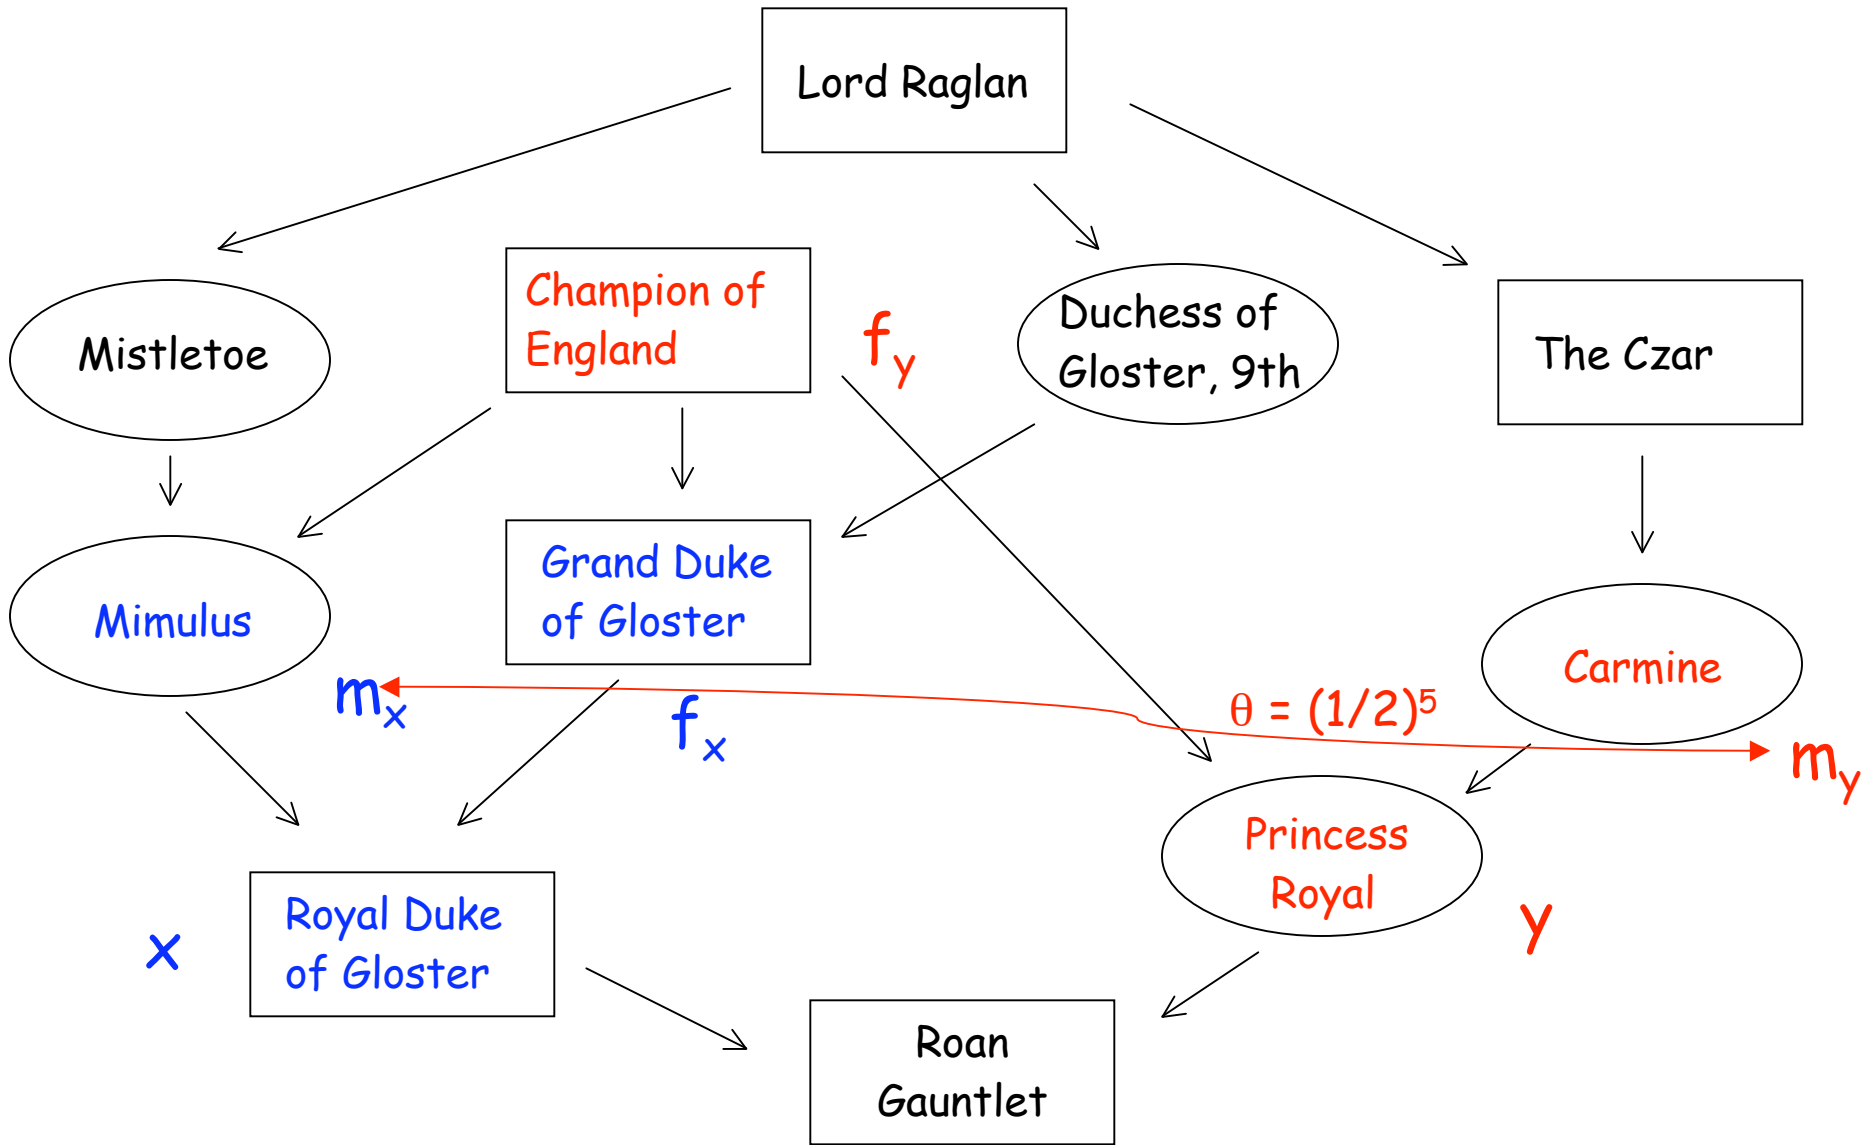 Lord Raglan
Mistletoe
Champion of
England
f_y
Duchess of
Gloster, 9th
The Czar
Mimulus
Grand Duke
of Gloster
Carmine
m_x
f_x
θ = (1/2)⁵
m_y
Princess
Royal
x
Royal Duke
of Gloster
y
Roan
Gauntlet